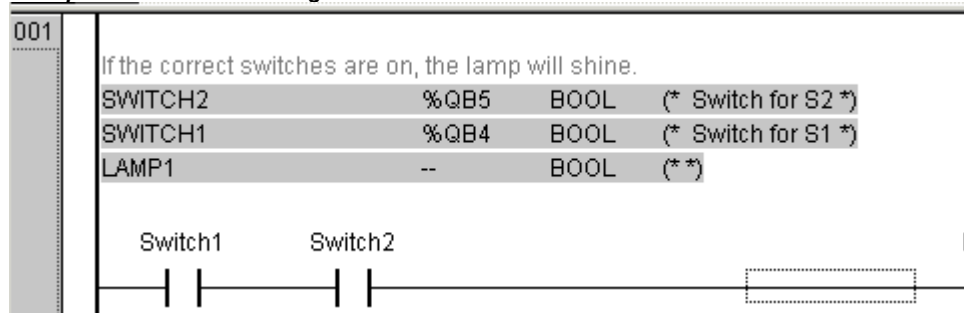 001
If the correct switches are on, the lamp will shine.
SWITCH2 %QB5 BOOL (* Switch for S2 *)
SWITCH1 %QB4 BOOL (* Switch for S1 *)
LAMP1 -- BOOL (* *)
Switch1 Switch2